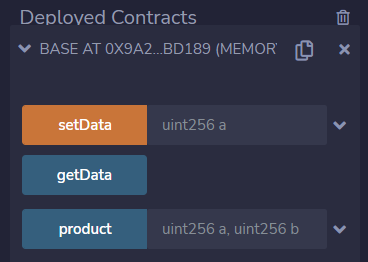 Deployed Contracts
BASE AT 0X9A2...BD189 (MEMOR
setData uint256 a
getData
product uint256 a, uint256 b